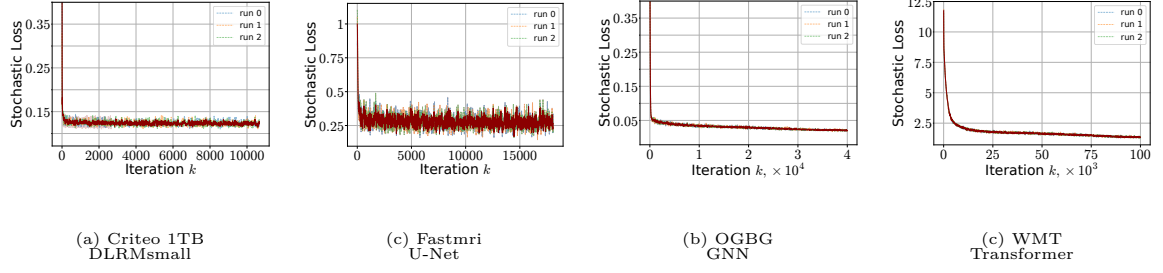 Stochastic Loss
0.35
0.25
0.15
0
2000
4000
6000
8000
10000
Iteration k
run 0
run 1
run 2
Stochastic Loss
1
0.75
0.5
0.25
0
5000
10000
15000
Iteration k
run 0
run 1
run 2
Stochastic Loss
0.35
0.25
0.15
0.05
0
1
2
3
4
Iteration k, × 10⁴
run 0
run 1
run 2
Stochastic Loss
12.5
10
7.5
5
2.5
0
25
50
75
100
Iteration k, × 10³
run 0
run 1
run 2
(a) Criteo 1TB
DLRMsmall
(c) Fastmri
U-Net
(b) OGBG
GNN
(c) WMT
Transformer